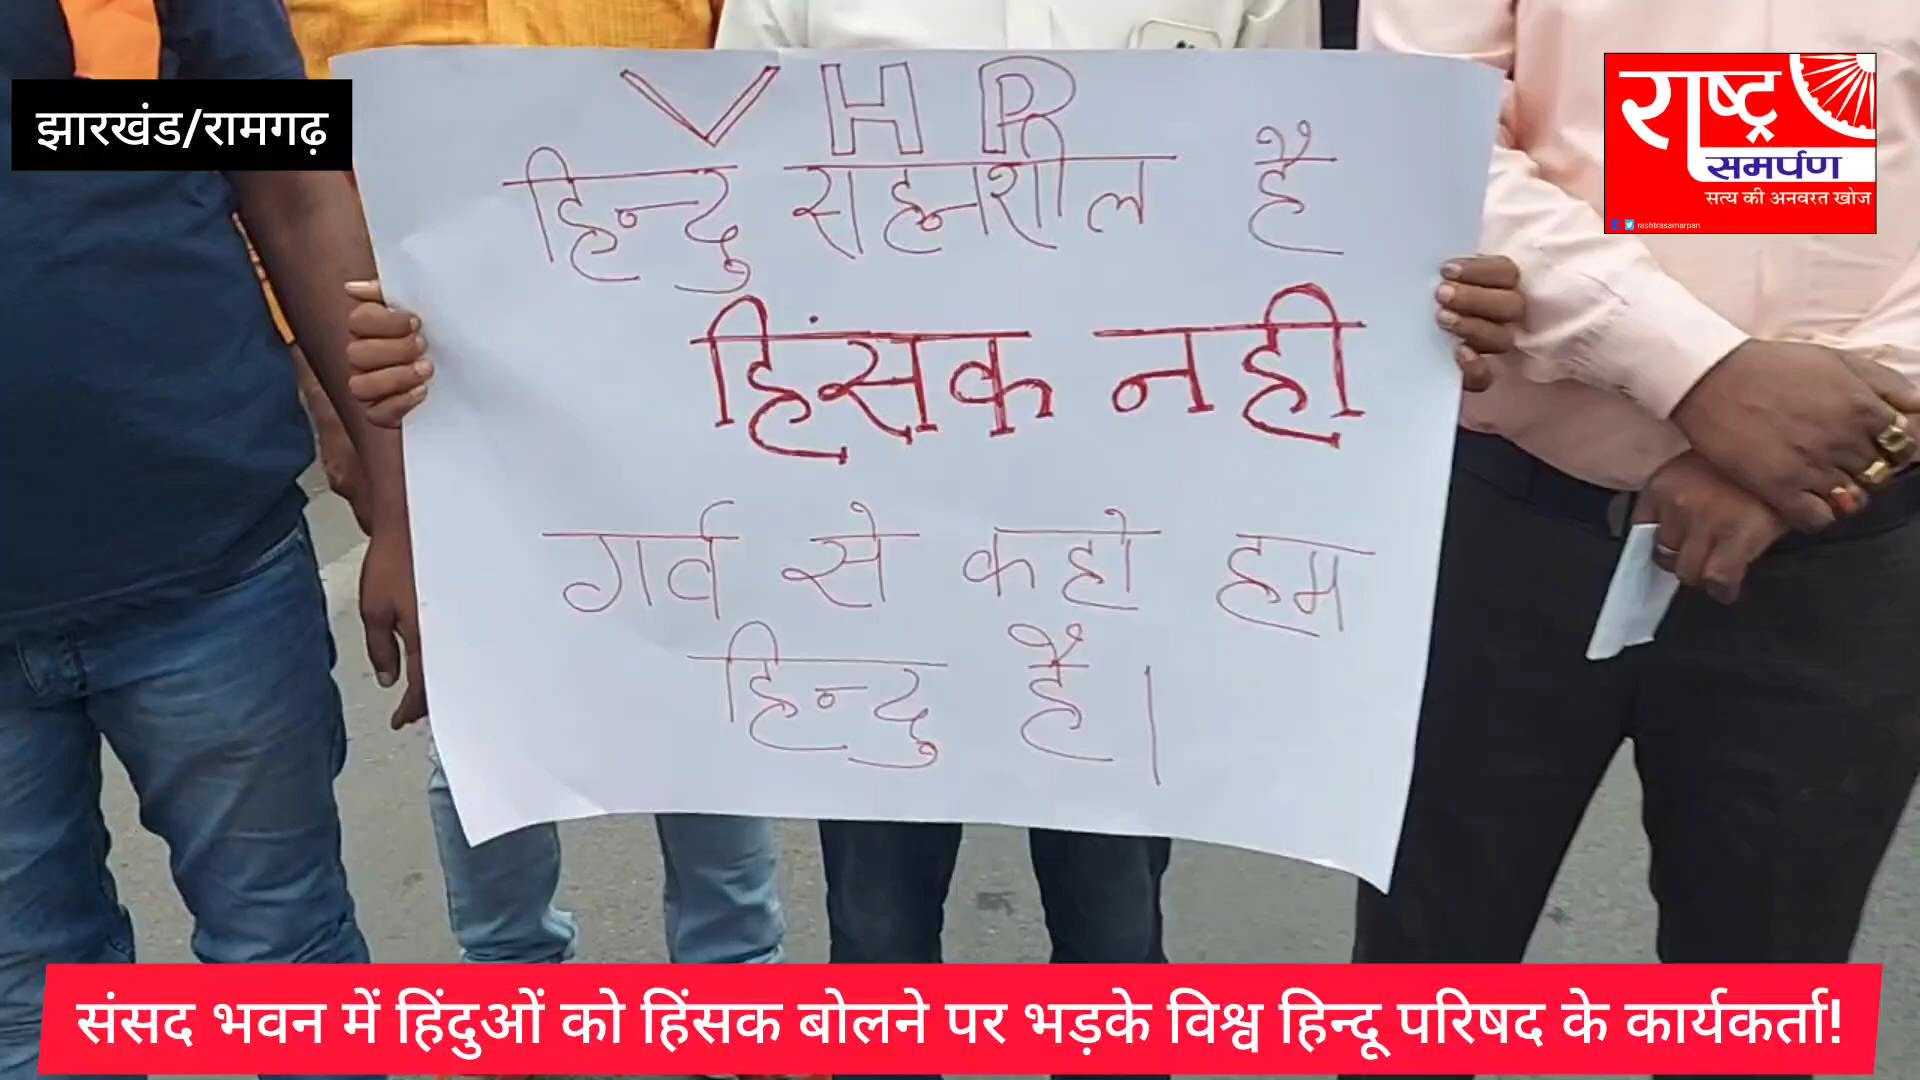 झारखंड/रामगढ़
राष्ट्र
समर्पण
सत्य की अनवरत खोज
rashtrasamarpan
VHP
हिन्दु सहनशील है
हिंसक नही
गर्व से कहो हम
हिन्दु है।
संसद भवन में हिंदुओं को हिंसक बोलने पर भड़के विश्व हिन्दू परिषद के कार्यकर्ता!